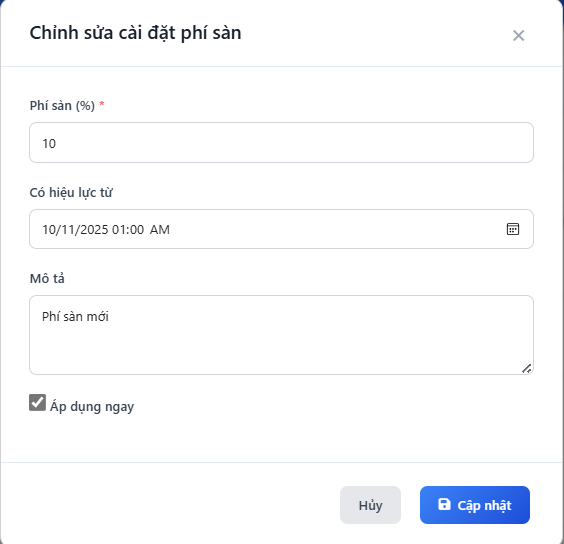 Chỉnh sửa cài đặt phí sàn
Phí sàn (%) *
10
Có hiệu lực từ
10/11/2025 01:00 AM
Mô tả
Phí sàn mới
Áp dụng ngay
Hủy
Cập nhật